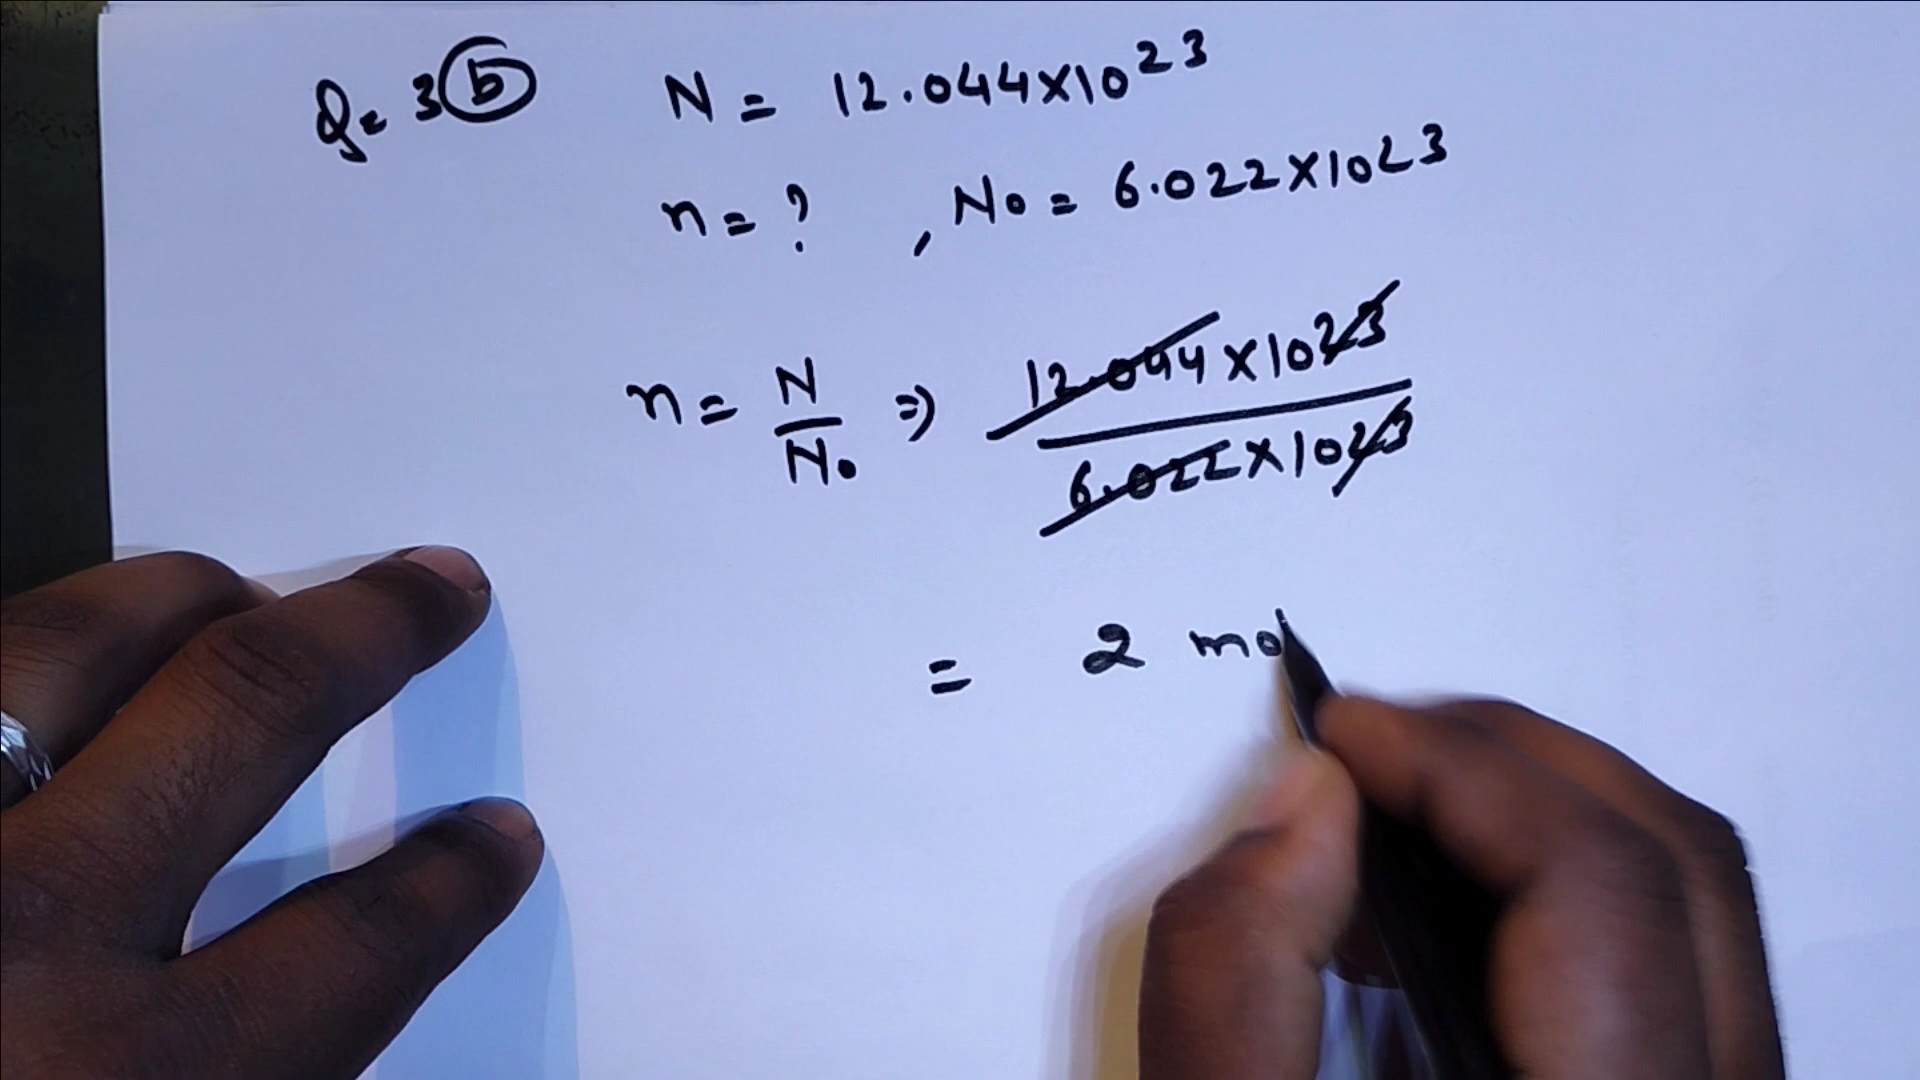 Q= 3 b N = 12.044×10²³
n = ? , N₀ = 6.022×10²³
n = N/N₀ ⇒ 12.044×10²³/6.022×10²³
= 2 mo